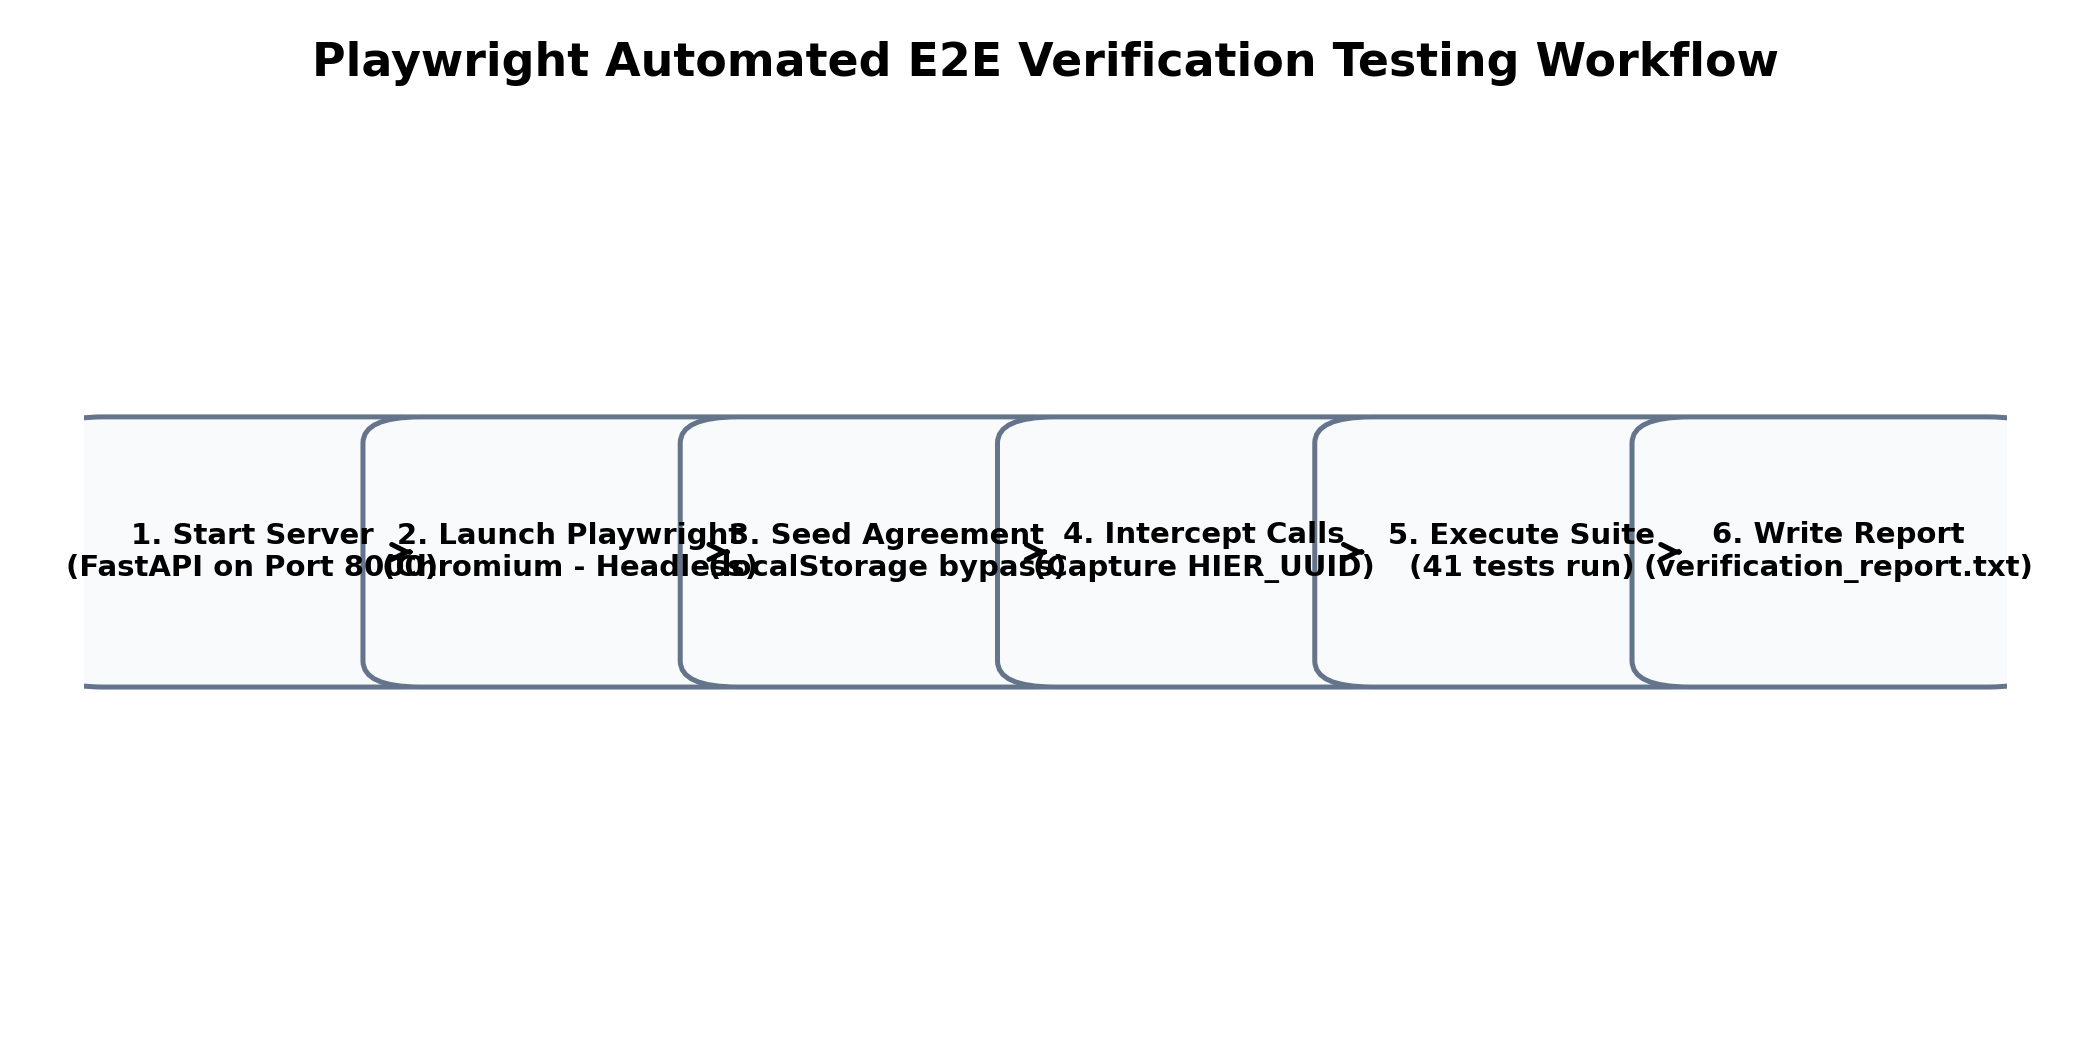 Playwright Automated E2E Verification Testing Workflow
1. Start Server
(FastAPI on Port 8000)
2. Launch Playwright
(Chromium - Headless)
3. Seed Agreement
(localStorage bypass)
4. Intercept Calls
(Capture HIER_UUID)
5. Execute Suite
(41 tests run)
6. Write Report
(verification_report.txt)